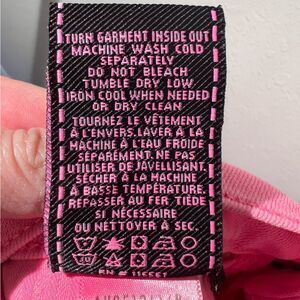 TURN GARMENT INSIDE OUT
MACHINE WASH COLD
SEPARATELY
DO NOT BLEACH
TUMBLE DRY LOW
IRON COOL WHEN NEEDED
OR DRY CLEAN
TOURNEZ LE VÊTEMENT
À L'ENVERS. LAVER À LA
MACHINE À L'EAU FROIDE
SÉPARÉMENT. NE PAS
UTILISER DE JAVELLISANT.
SÉCHER À LA MACHINE
À BASSE TEMPÉRATURE.
REPASSER AU FER TIÈDE
SI NÉCESSAIRE
OU NETTOYER À SEC.
RN #